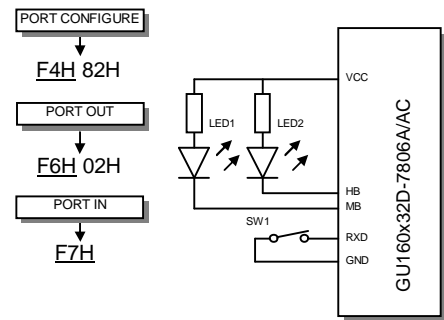 PORT CONFIGURE
F4H 82H
PORT OUT
F6H 02H
PORT IN
F7H
VCC
LED1
LED2
HB
MB
SW1
RXD
GND
GU160x32D-7806A/AC